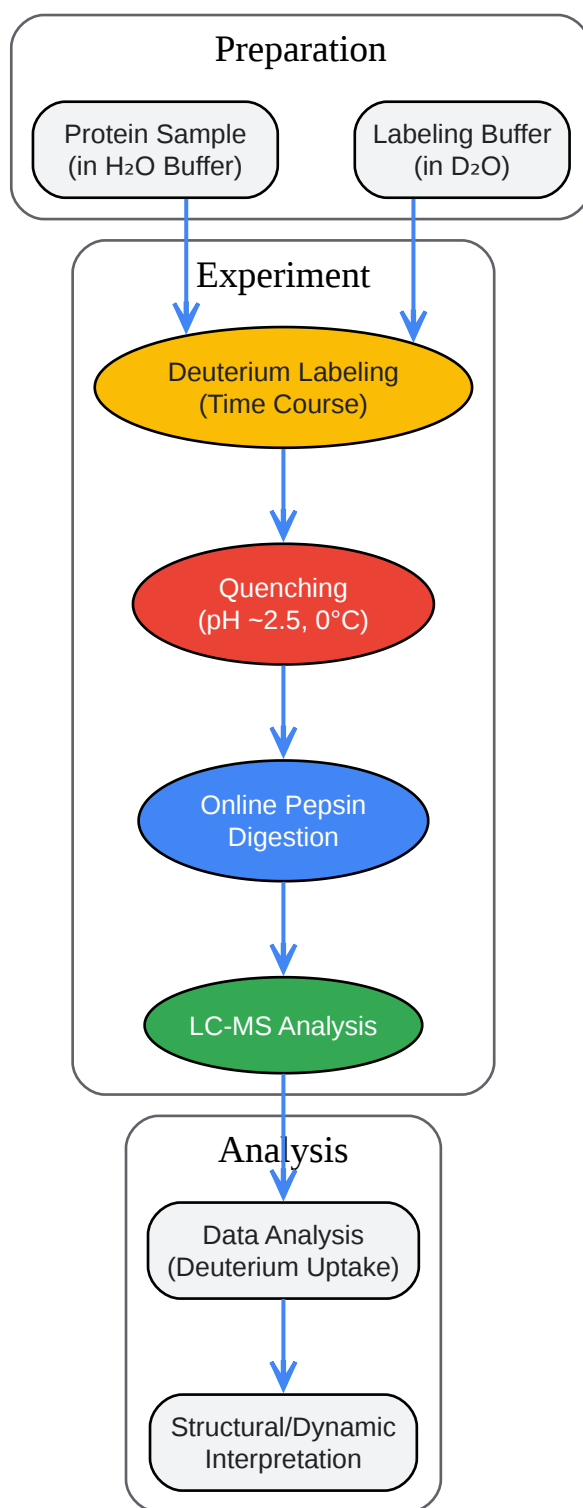 Preparation
Protein Sample
(in H₂O Buffer)
Labeling Buffer
(in D₂O)
Experiment
Deuterium Labeling
(Time Course)
Quenching
(pH ~2.5, 0°C)
Online Pepsin
Digestion
LC-MS Analysis
Analysis
Data Analysis
(Deuterium Uptake)
Structural/Dynamic
Interpretation